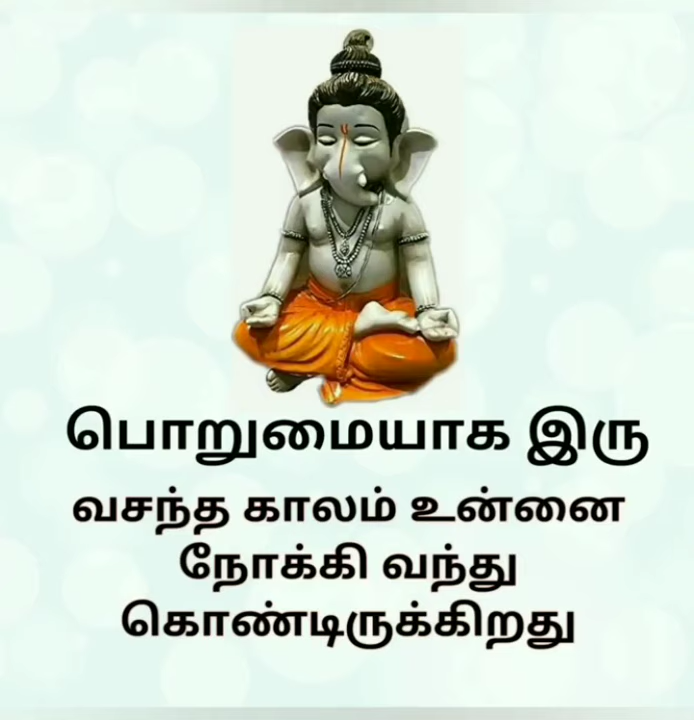 பொறுமையாக இரு
வசந்த காலம் உன்னை
நோக்கி வந்து
கொண்டிருக்கிறது